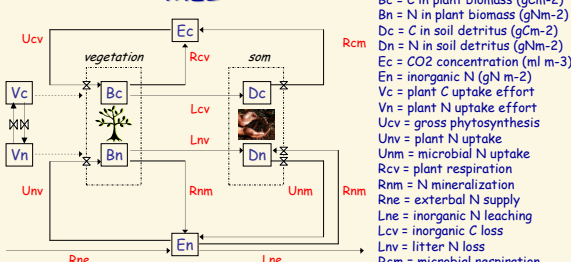 Ec
Ucv
Rcv
Rcm
vegetation
som
Vc
Bc
Dc
Lcv
Lnv
Vn
Bn
Dn
Unv
Rnm
Unm
Rnm
En
Rne
Lne
Bc = C in plant biomass (gCm-2)
Bn = N in plant biomass (gNm-2)
Dc = C in soil detritus (gCm-2)
Dn = N in soil detritus (gNm-2)
Ec = CO2 concentration (ml m-3)
En = inorganic N (gN m-2)
Vc = plant C uptake effort
Vn = plant N uptake effort
Ucv = gross phytosynthesis
Unv = plant N uptake
Unm = microbial N uptake
Rcv = plant respiration
Rnm = N mineralization
Rne = exterbal N supply
Lne = inorganic N leaching
Lcv = inorganic C loss
Lnv = litter N loss
Rcm = microbial respiration